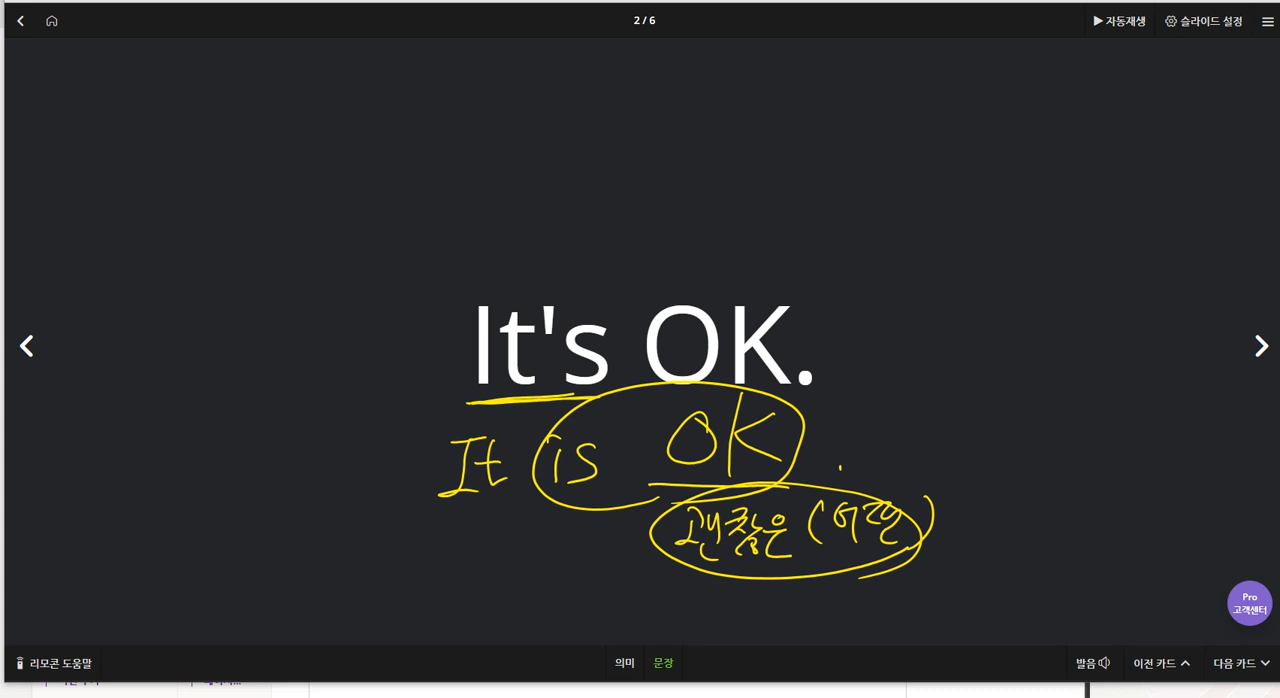 2 / 6
자동재생
슬라이드 설정
It's OK.
It is OK.
괜찮은
Pro
고객센터
리모콘 도움말
의미
문장
발음
이전 카드
다음 카드